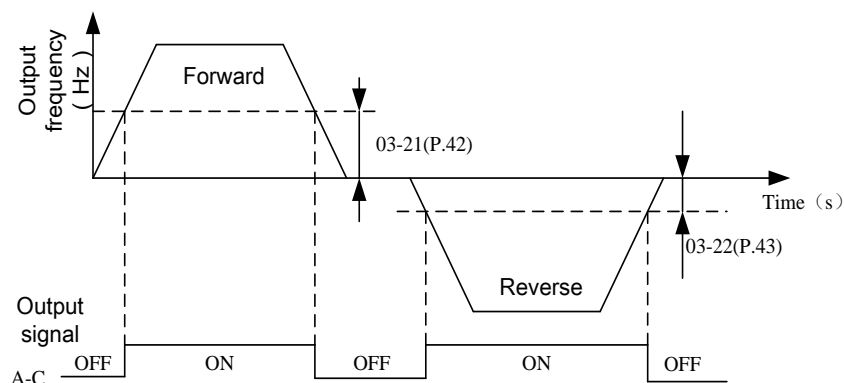 Output
frequency
( Hz )
Forward
03-21(P.42)
Time（s）
03-22(P.43)
Reverse
Output
signal
A-C
OFF
ON
OFF
ON
OFF